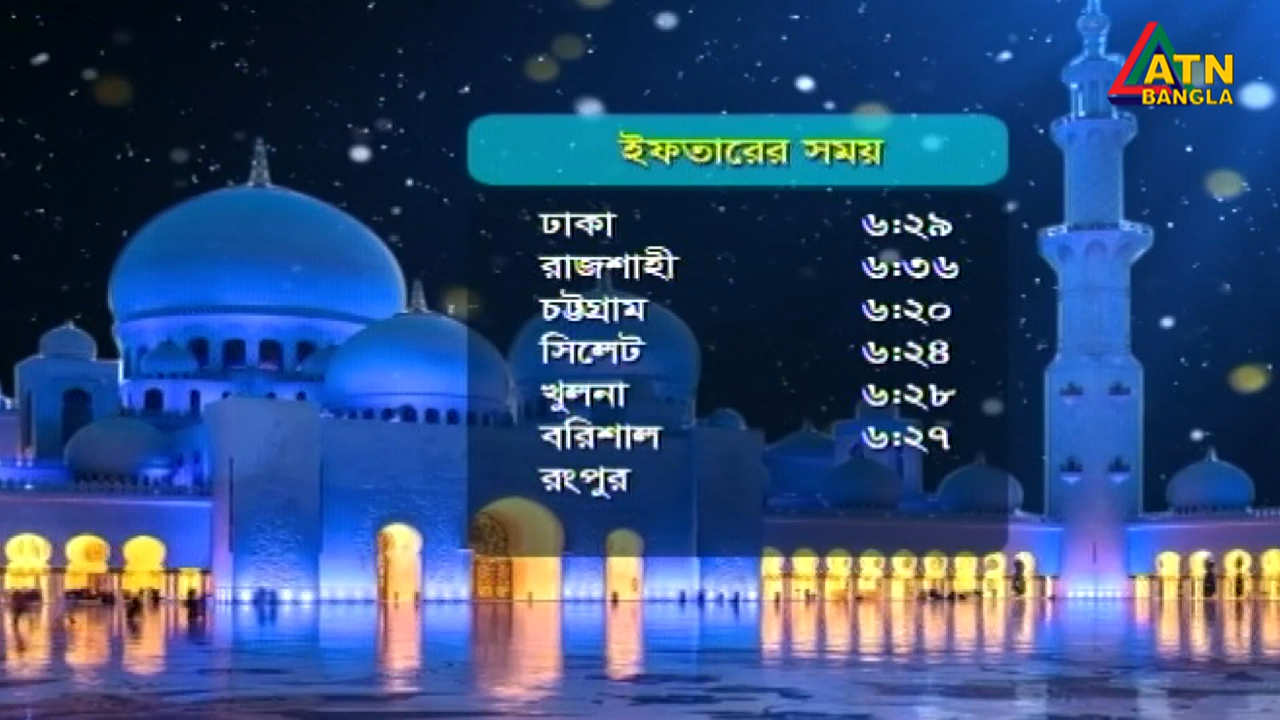 ATN
BANGLA
ইফতারের সময়
ঢাকা ৬:২৯
রাজশাহী ৬:৩৬
চট্টগ্রাম ৬:২০
সিলেট ৬:২৪
খুলনা ৬:২৮
বরিশাল ৬:২৭
রংপুর